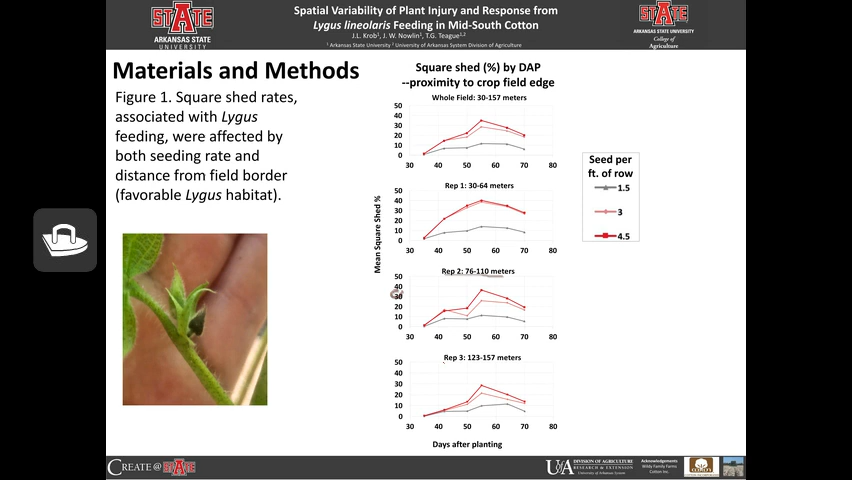 STATE
ARKANSAS STATE
UNIVERSITY
Spatial Variability of Plant Injury and Response from
Lygus lineolaris Feeding in Mid-South Cotton
J.L. Krob¹, J. W. Nowlin¹, T.G. Teague¹,²
¹ Arkansas State University ² University of Arkansas System Division of Agriculture
STATE
ARKANSAS STATE
UNIVERSITY
College of
Agriculture
Materials and Methods
Figure 1. Square shed rates,
associated with Lygus
feeding, were affected by
both seeding rate and
distance from field border
(favorable Lygus habitat).
Square shed (%) by DAP
--proximity to crop field edge
Mean Square Shed %
Whole Field: 30-157 meters
50
40
30
20
10
0
30 40 50 60 70 80
Rep 1: 30-64 meters
50
40
30
20
10
0
30 40 50 60 70 80
Rep 2: 76-110 meters
50
40
30
20
10
0
30 40 50 60 70 80
Rep 3: 123-157 meters
50
40
30
20
10
0
30 40 50 60 70 80
Days after planting
Seed per
ft. of row
1.5
3
4.5
CREATE @ STATE
UA DIVISION OF AGRICULTURE
RESEARCH & EXTENSION
University of Arkansas System
Acknowledgements
Wildy Family Farms
Cotton Inc.